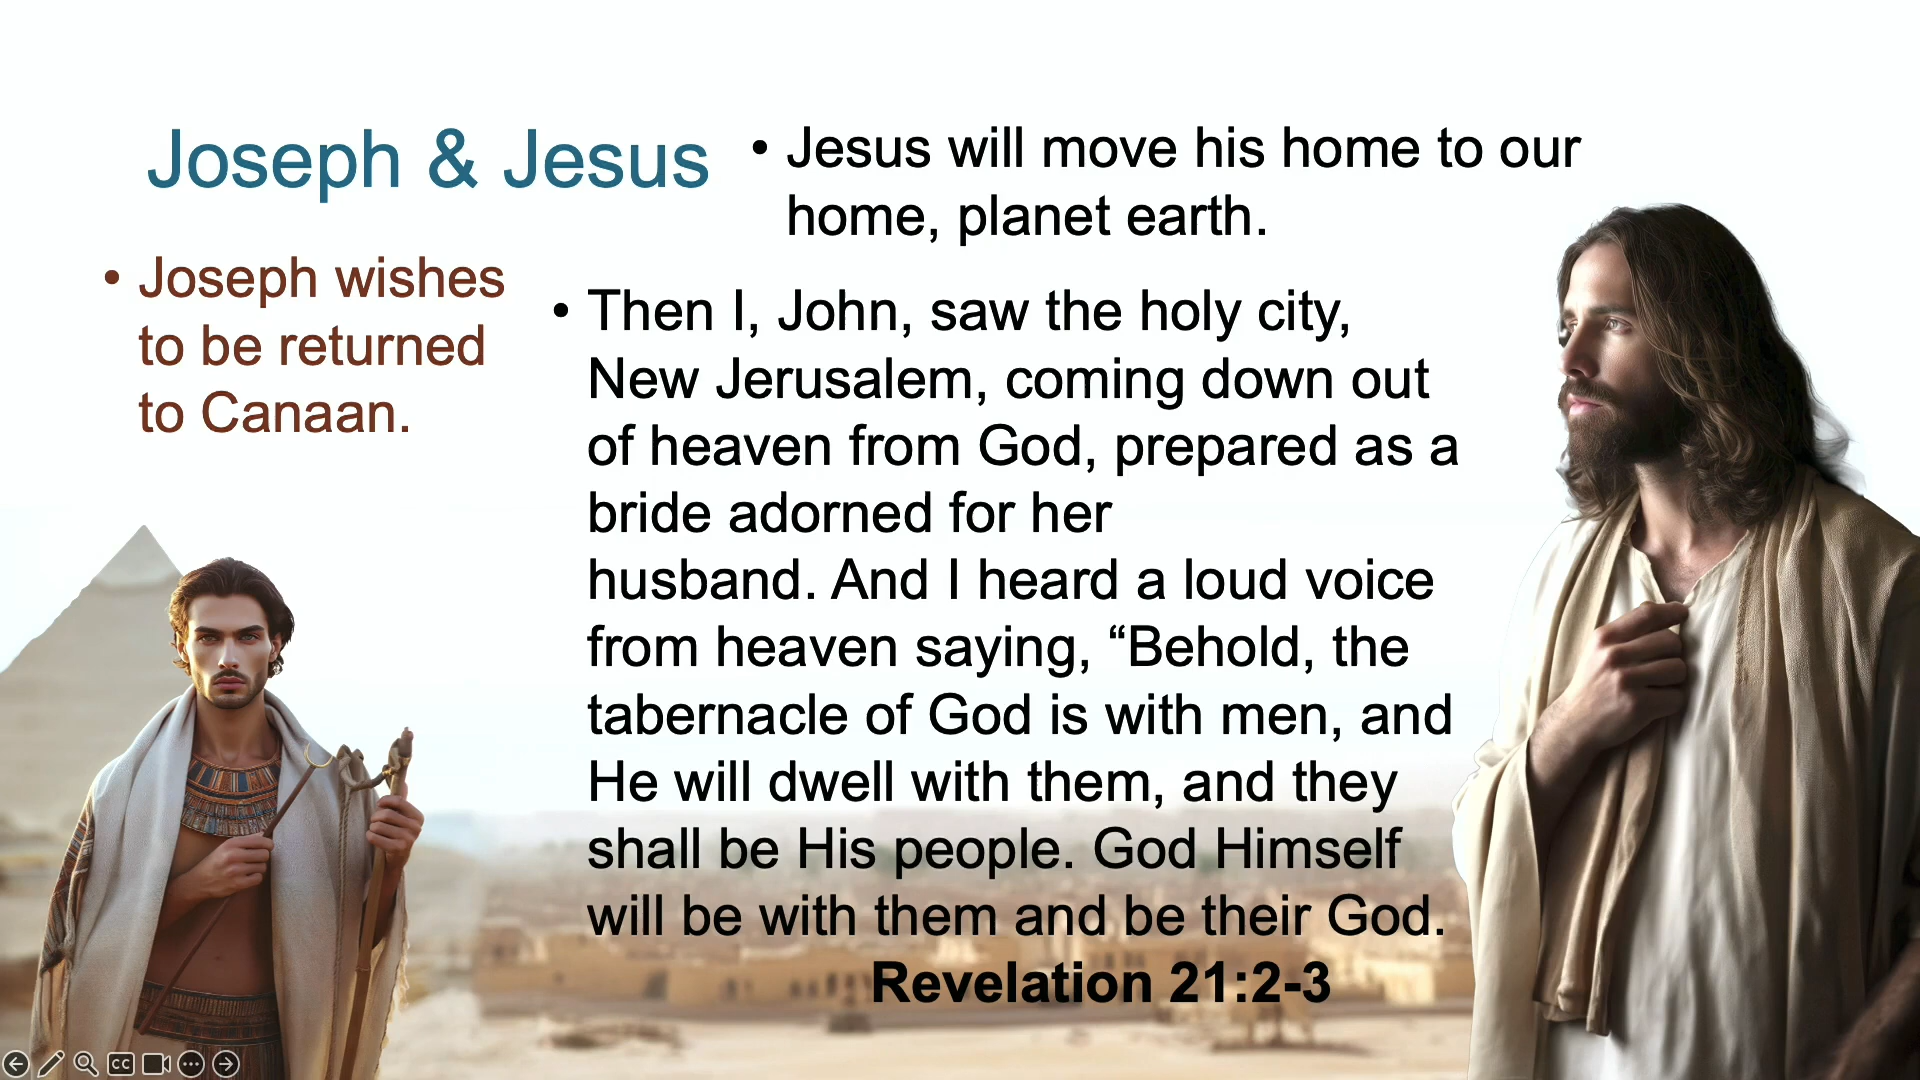 Joseph & Jesus
• Joseph wishes
to be returned
to Canaan.
• Jesus will move his home to our
home, planet earth.
• Then I, John, saw the holy city,
New Jerusalem, coming down out
of heaven from God, prepared as a
bride adorned for her
husband. And I heard a loud voice
from heaven saying, “Behold, the
tabernacle of God is with men, and
He will dwell with them, and they
shall be His people. God Himself
will be with them and be their God.
Revelation 21:2-3
CC